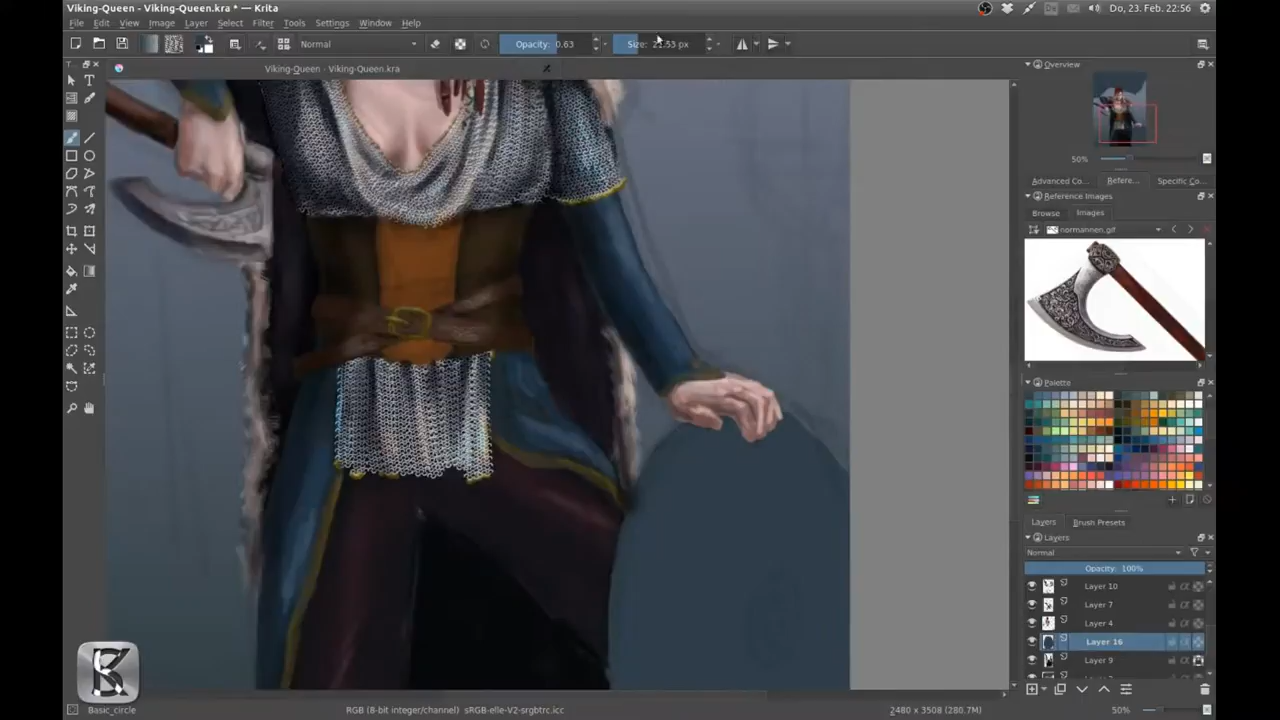 Viking-Queen - Viking-Queen.kra * — Krita
Do, 23. Feb. 22:56
File Edit View Image Layer Select Filter Tools Settings Window Help
Normal
Opacity: 0.63
Size: 21.53 px
Viking-Queen - Viking-Queen.kra
Overview
50%
Advanced Co...
Refere...
Specific Co...
Reference Images
Browse
Images
normannen.gif
Palette
Layers
Brush Presets
Layers
Normal
Opacity: 100%
Layer 10
Layer 7
Layer 4
Layer 16
Layer 9
K
Basic_circle
RGB (8-bit integer/channel) sRGB-elle-V2-srgbtrc.icc
2480 x 3508 (280.7M)
50%